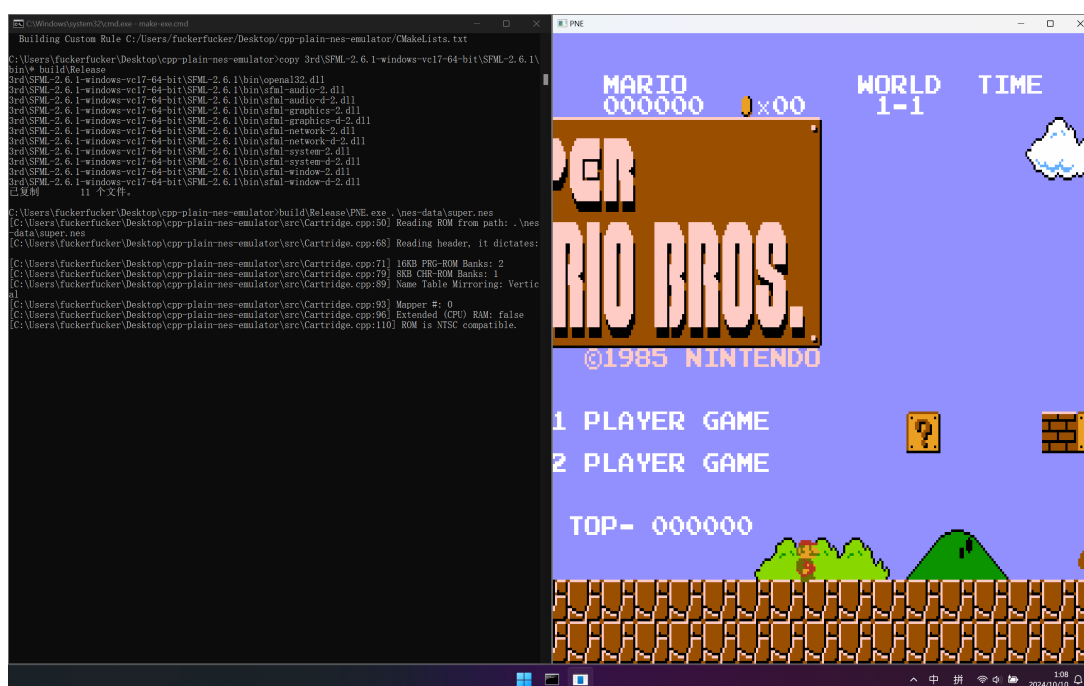 C:\Windows\system32\cmd.exe - make-exe.cmd
Building Custom Rule C:/Users/fuckerfucker/Desktop/cpp-plain-nes-emulator/CMakeLists.txt
C:\Users\fuckerfucker\Desktop\cpp-plain-nes-emulator>copy 3rd\SFML-2.6.1-windows-vc17-64-bit\SFML-2.6.1\
bin\* build\Release
3rd\SFML-2.6.1-windows-vc17-64-bit\SFML-2.6.1\bin\openal32.dll
3rd\SFML-2.6.1-windows-vc17-64-bit\SFML-2.6.1\bin\sfml-audio-2.dll
3rd\SFML-2.6.1-windows-vc17-64-bit\SFML-2.6.1\bin\sfml-audio-d-2.dll
3rd\SFML-2.6.1-windows-vc17-64-bit\SFML-2.6.1\bin\sfml-graphics-2.dll
3rd\SFML-2.6.1-windows-vc17-64-bit\SFML-2.6.1\bin\sfml-graphics-d-2.dll
3rd\SFML-2.6.1-windows-vc17-64-bit\SFML-2.6.1\bin\sfml-network-2.dll
3rd\SFML-2.6.1-windows-vc17-64-bit\SFML-2.6.1\bin\sfml-network-d-2.dll
3rd\SFML-2.6.1-windows-vc17-64-bit\SFML-2.6.1\bin\sfml-system-2.dll
3rd\SFML-2.6.1-windows-vc17-64-bit\SFML-2.6.1\bin\sfml-system-d-2.dll
3rd\SFML-2.6.1-windows-vc17-64-bit\SFML-2.6.1\bin\sfml-window-2.dll
3rd\SFML-2.6.1-windows-vc17-64-bit\SFML-2.6.1\bin\sfml-window-d-2.dll
已复制 11 个文件。
C:\Users\fuckerfucker\Desktop\cpp-plain-nes-emulator>build\Release\PNE.exe .\nes-data\super.nes
[C:\Users\fuckerfucker\Desktop\cpp-plain-nes-emulator\src\Cartridge.cpp:50] Reading ROM from path: .\nes
-data\super.nes
[C:\Users\fuckerfucker\Desktop\cpp-plain-nes-emulator\src\Cartridge.cpp:68] Reading header, it dictates:
[C:\Users\fuckerfucker\Desktop\cpp-plain-nes-emulator\src\Cartridge.cpp:71] 16KB PRG-ROM Banks: 2
[C:\Users\fuckerfucker\Desktop\cpp-plain-nes-emulator\src\Cartridge.cpp:79] 8KB CHR-ROM Banks: 1
[C:\Users\fuckerfucker\Desktop\cpp-plain-nes-emulator\src\Cartridge.cpp:89] Name Table Mirroring: Vertic
al
[C:\Users\fuckerfucker\Desktop\cpp-plain-nes-emulator\src\Cartridge.cpp:93] Mapper #: 0
[C:\Users\fuckerfucker\Desktop\cpp-plain-nes-emulator\src\Cartridge.cpp:96] Extended (CPU) RAM: false
[C:\Users\fuckerfucker\Desktop\cpp-plain-nes-emulator\src\Cartridge.cpp:110] ROM is NTSC compatible.
PNE
MARIO WORLD TIME
000000 x00 1-1
PER
RIO BROS.
©1985 NINTENDO
1 PLAYER GAME
2 PLAYER GAME
TOP- 000000
中 拼 1:08
2024/10/10